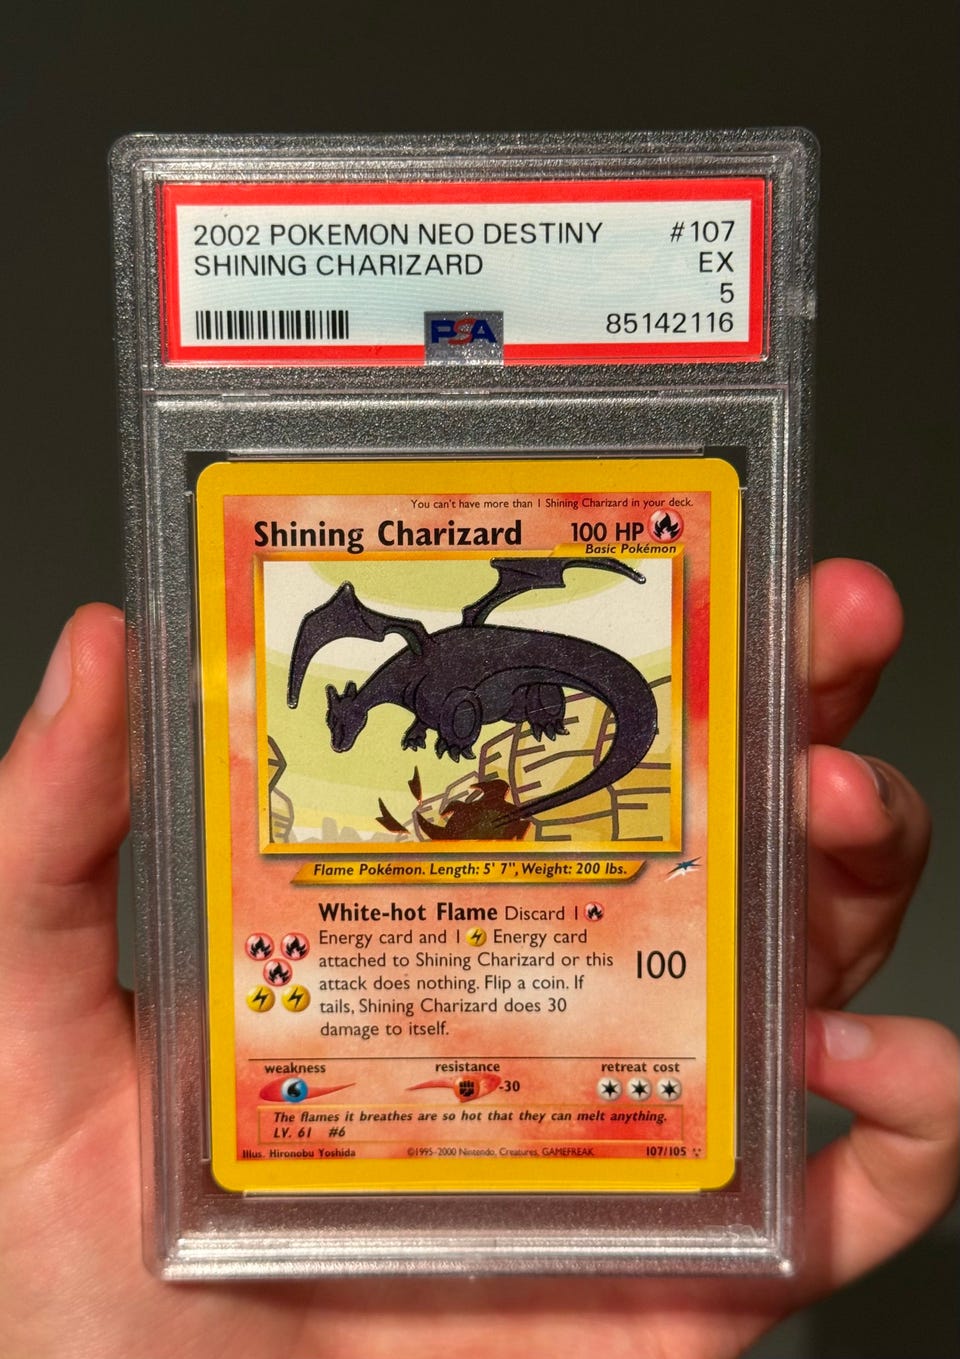 2002 POKEMON NEO DESTINY #107
SHINING CHARIZARD EX
5
85142116
PSA
You can't have more than 1 Shining Charizard in your deck.
Shining Charizard 100 HP
Basic Pokémon
Flame Pokémon. Length: 5' 7", Weight: 200 lbs.
White-hot Flame Discard 1
Energy card and 1 Energy card
attached to Shining Charizard or this
attack does nothing. Flip a coin. If
tails, Shining Charizard does 30
damage to itself.
100
weakness resistance retreat cost
-30
The flames it breathes are so hot that they can melt anything.
LV. 61 #6
Illus. Hironobu Yoshida ©1995-2000 Nintendo, Creatures, GAMEFREAK 107/105